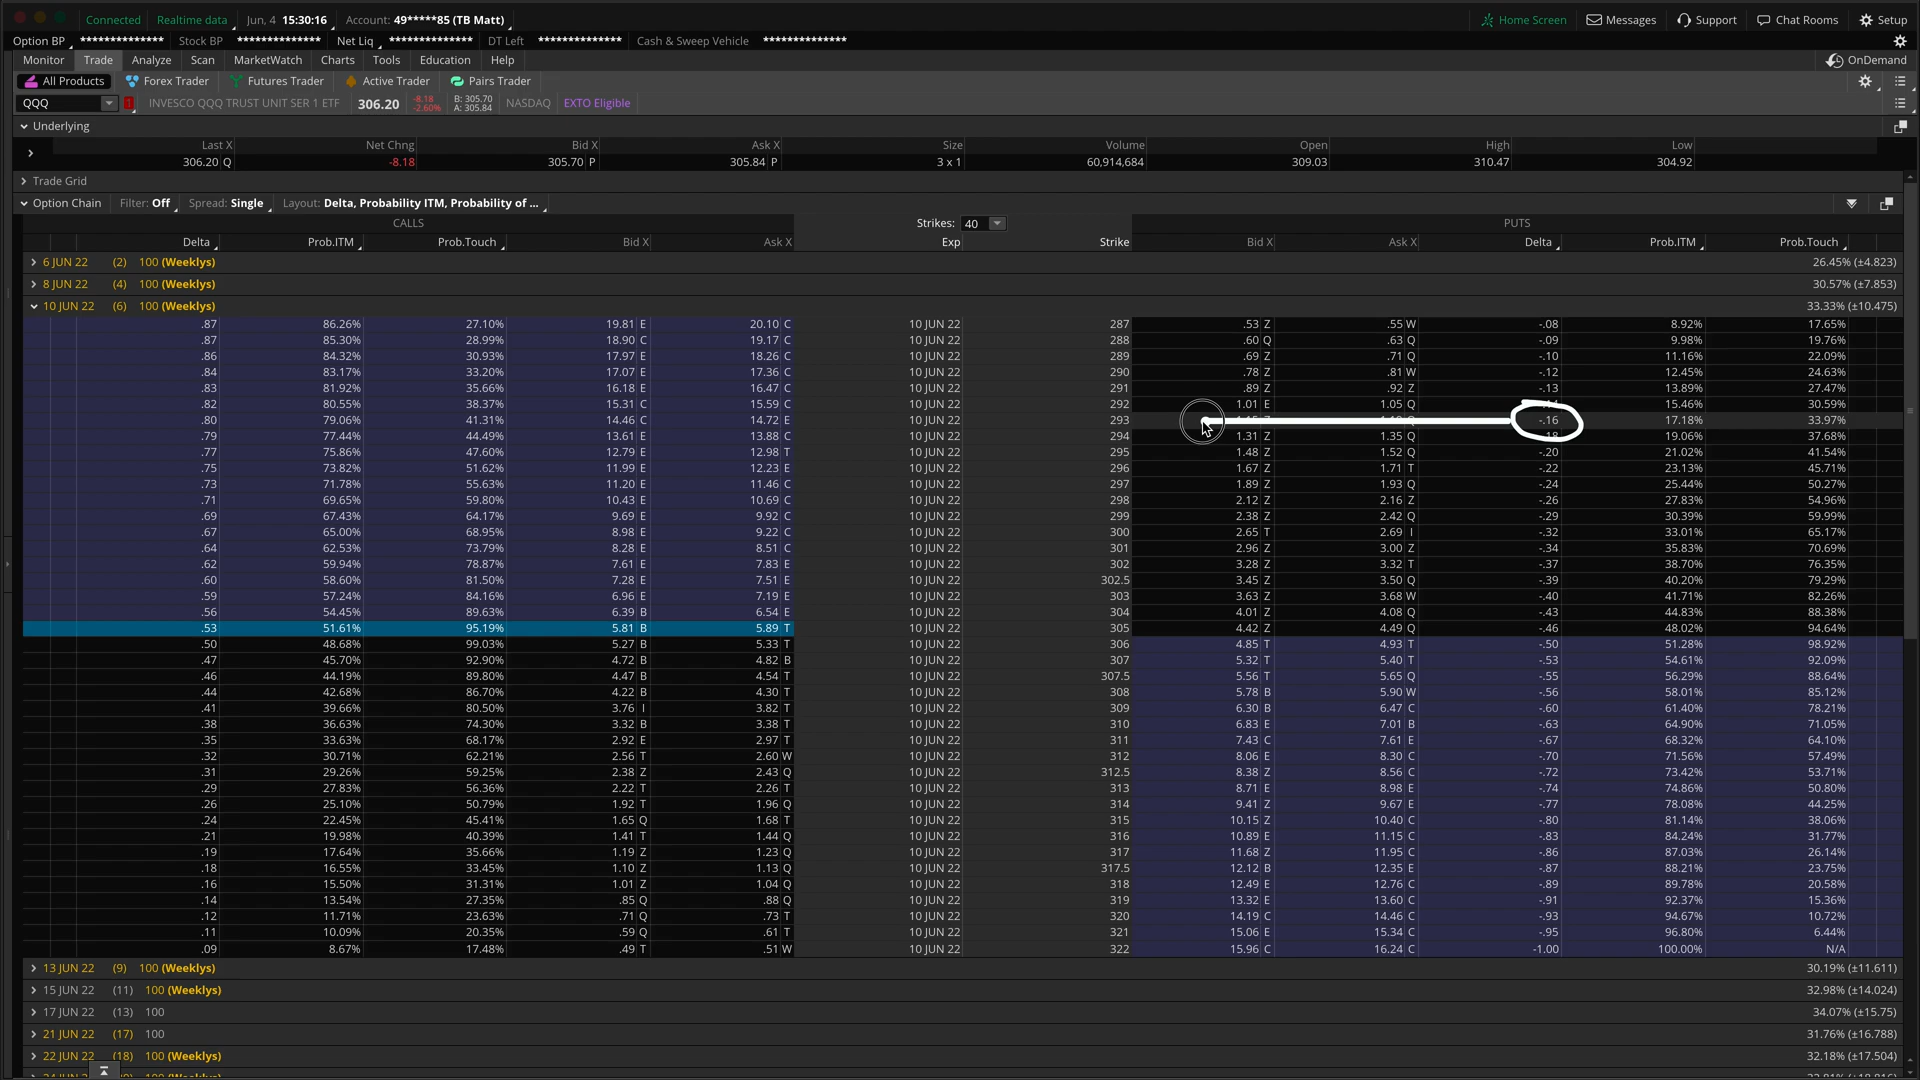 Connected Realtime data Jun, 4 15:30:16 Account: 49*****85 (TB Matt) Home Screen Messages Support Chat Rooms Setup
Option BP ************** Stock BP ************** Net Liq ************** DT Left ************** Cash & Sweep Vehicle **************
Monitor Trade Analyze Scan MarketWatch Charts Tools Education Help OnDemand
All Products Forex Trader Futures Trader Active Trader Pairs Trader
QQQ INVESCO QQQ TRUST UNIT SER 1 ETF 306.20 -8.18 -2.60% B: 305.70 A: 305.84 NASDAQ EXTO Eligible
Underlying
Last X Net Chng Bid X Ask X Size Volume Open High Low
306.20 Q -8.18 305.70 P 305.84 P 3 x 1 60,914,684 309.03 310.47 304.92
Trade Grid
Option Chain Filter: Off Spread: Single Layout: Delta, Probability ITM, Probability of ...
CALLS Strikes: 40 PUTS
Delta Prob.ITM Prob.Touch Bid X Ask X Exp Strike Bid X Ask X Delta Prob.ITM Prob.Touch
6 JUN 22 (2) 100 (Weeklys) 26.45% (±4.823)
8 JUN 22 (4) 100 (Weeklys) 30.57% (±7.853)
10 JUN 22 (6) 100 (Weeklys) 33.33% (±10.475)
.87 86.26% 27.10% 19.81 E 20.10 C 10 JUN 22 287 .53 Z .55 W -.08 8.92% 17.65%
.87 85.30% 28.99% 18.90 C 19.17 C 10 JUN 22 288 .60 Q .63 Q -.09 9.98% 19.76%
.86 84.32% 30.93% 17.97 E 18.26 C 10 JUN 22 289 .69 Z .71 Q -.10 11.16% 22.09%
.84 83.17% 33.20% 17.07 E 17.36 C 10 JUN 22 290 .78 Z .81 W -.12 12.45% 24.63%
.83 81.92% 35.66% 16.18 E 16.47 C 10 JUN 22 291 .89 Z .92 Z -.13 13.89% 27.47%
.82 80.55% 38.37% 15.31 C 15.59 C 10 JUN 22 292 1.01 E 1.05 Q 15.46% 30.59%
.80 79.06% 41.31% 14.46 C 14.72 E 10 JUN 22 293 -.16 17.18% 33.97%
.79 77.44% 44.49% 13.61 E 13.88 C 10 JUN 22 294 1.31 Z 1.35 Q 19.06% 37.68%
.77 75.86% 47.60% 12.79 E 12.98 T 10 JUN 22 295 1.48 Z 1.52 Q -.20 21.02% 41.54%
.75 73.82% 51.62% 11.99 E 12.23 E 10 JUN 22 296 1.67 Z 1.71 T -.22 23.13% 45.71%
.73 71.78% 55.63% 11.20 E 11.46 C 10 JUN 22 297 1.89 Z 1.93 Q -.24 25.44% 50.27%
.71 69.65% 59.80% 10.43 E 10.69 C 10 JUN 22 298 2.12 Z 2.16 Z -.26 27.83% 54.96%
.69 67.43% 64.17% 9.69 E 9.92 C 10 JUN 22 299 2.38 Z 2.42 Q -.29 30.39% 59.99%
.67 65.00% 68.95% 8.98 E 9.22 C 10 JUN 22 300 2.65 T 2.69 I -.32 33.01% 65.17%
.64 62.53% 73.79% 8.28 E 8.51 C 10 JUN 22 301 2.96 Z 3.00 Z -.34 35.83% 70.69%
.62 59.94% 78.87% 7.61 E 7.83 E 10 JUN 22 302 3.28 Z 3.32 T -.37 38.70% 76.35%
.60 58.60% 81.50% 7.28 E 7.51 E 10 JUN 22 302.5 3.45 Z 3.50 Q -.39 40.20% 79.29%
.59 57.24% 84.16% 6.96 E 7.19 E 10 JUN 22 303 3.63 Z 3.68 W -.40 41.71% 82.26%
.56 54.45% 89.63% 6.39 B 6.54 E 10 JUN 22 304 4.01 Z 4.08 Q -.43 44.83% 88.38%
.53 51.61% 95.19% 5.81 B 5.89 T 10 JUN 22 305 4.42 Z 4.49 Q -.46 48.02% 94.64%
.50 48.68% 99.03% 5.27 B 5.33 T 10 JUN 22 306 4.85 T 4.93 T -.50 51.28% 98.92%
.47 45.70% 92.90% 4.72 B 4.82 B 10 JUN 22 307 5.32 T 5.40 T -.53 54.61% 92.09%
.46 44.19% 89.80% 4.47 B 4.54 T 10 JUN 22 307.5 5.56 T 5.65 Q -.55 56.29% 88.64%
.44 42.68% 86.70% 4.22 B 4.30 T 10 JUN 22 308 5.78 B 5.90 W -.56 58.01% 85.12%
.41 39.66% 80.50% 3.76 I 3.82 T 10 JUN 22 309 6.30 B 6.47 C -.60 61.40% 78.21%
.38 36.63% 74.30% 3.32 B 3.38 T 10 JUN 22 310 6.83 E 7.01 B -.63 64.90% 71.05%
.35 33.63% 68.17% 2.92 E 2.97 T 10 JUN 22 311 7.43 C 7.61 E -.67 68.32% 64.10%
.32 30.71% 62.21% 2.56 T 2.60 W 10 JUN 22 312 8.06 E 8.30 C -.70 71.56% 57.49%
.31 29.26% 59.25% 2.38 Z 2.43 Q 10 JUN 22 312.5 8.38 Z 8.56 C -.72 73.42% 53.71%
.29 27.83% 56.36% 2.22 T 2.26 T 10 JUN 22 313 8.71 E 8.98 E -.74 74.86% 50.80%
.26 25.10% 50.79% 1.92 T 1.96 Q 10 JUN 22 314 9.41 Z 9.67 E -.77 78.08% 44.25%
.24 22.45% 45.41% 1.65 Q 1.68 T 10 JUN 22 315 10.15 Z 10.40 C -.80 81.14% 38.06%
.21 19.98% 40.39% 1.41 T 1.44 Q 10 JUN 22 316 10.89 E 11.15 C -.83 84.24% 31.77%
.19 17.64% 35.66% 1.19 Z 1.23 Q 10 JUN 22 317 11.68 Z 11.95 C -.86 87.03% 26.14%
.18 16.55% 33.45% 1.10 Z 1.13 Q 10 JUN 22 317.5 12.12 B 12.35 E -.87 88.21% 23.75%
.16 15.50% 31.31% 1.01 Z 1.04 Q 10 JUN 22 318 12.49 E 12.76 C -.89 89.78% 20.58%
.14 13.54% 27.35% .85 Q .88 Q 10 JUN 22 319 13.32 E 13.60 C -.91 92.37% 15.36%
.12 11.71% 23.63% .71 Q .73 T 10 JUN 22 320 14.19 C 14.46 C -.93 94.67% 10.72%
.11 10.09% 20.35% .59 Q .61 T 10 JUN 22 321 15.06 E 15.34 C -.95 96.80% 6.44%
.09 8.67% 17.48% .49 T .51 W 10 JUN 22 322 15.96 C 16.24 C -1.00 100.00% N/A
13 JUN 22 (9) 100 (Weeklys) 30.19% (±11.611)
15 JUN 22 (11) 100 (Weeklys) 32.98% (±14.024)
17 JUN 22 (13) 100 34.07% (±15.75)
21 JUN 22 (17) 100 31.76% (±16.788)
22 JUN 22 (18) 100 (Weeklys) 32.18% (±17.504)